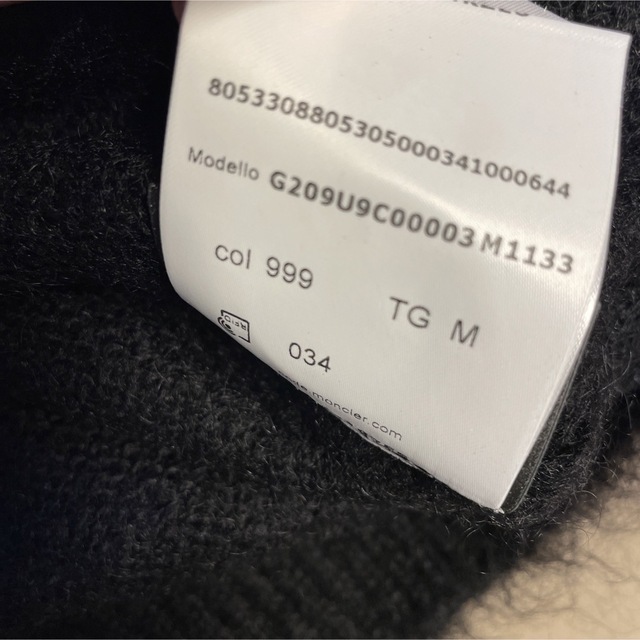 8053308805305000341000644
Modello G209U9C00003 M1133
col 999 TG M
034
moncler.com